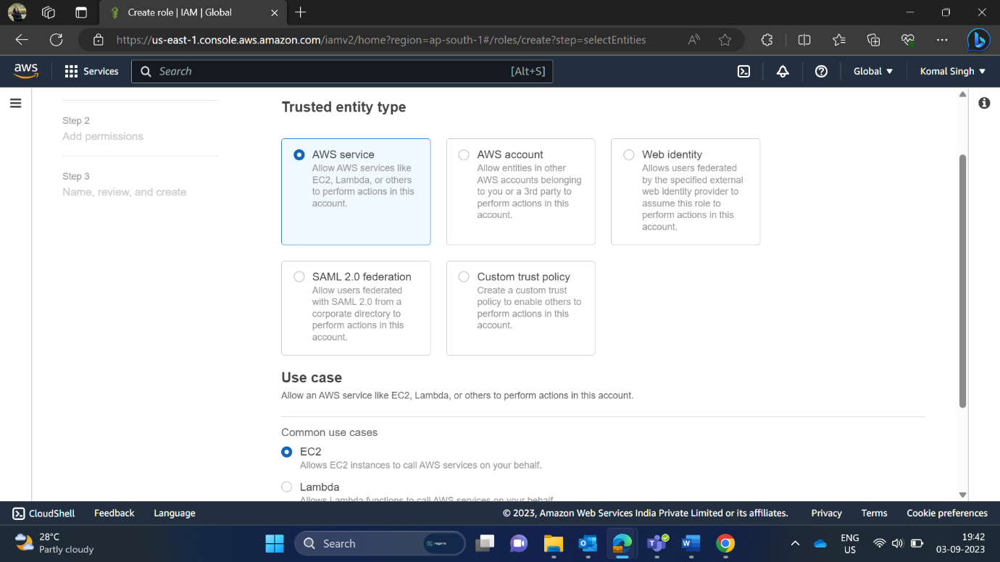 Create role | IAM | Global
https://us-east-1.console.aws.amazon.com/iamv2/home?region=ap-south-1#/roles/create?step=selectEntities
aws
Services
Search
[Alt+S]
Global
Komal Singh
Step 2
Add permissions
Step 3
Name, review, and create
Trusted entity type
AWS service
Allow AWS services like
EC2, Lambda, or others
to perform actions in this
account.
AWS account
Allow entities in other
AWS accounts belonging
to you or a 3rd party to
perform actions in this
account.
Web identity
Allows users federated
by the specified external
web identity provider to
assume this role to
perform actions in this
account.
SAML 2.0 federation
Allow users federated
with SAML 2.0 from a
corporate directory to
perform actions in this
account.
Custom trust policy
Create a custom trust
policy to enable others to
perform actions in this
account.
Use case
Allow an AWS service like EC2, Lambda, or others to perform actions in this account.
Common use cases
EC2
Allows EC2 instances to call AWS services on your behalf.
Lambda
Allows Lambda functions to call AWS services on your behalf.
CloudShell
Feedback
Language
© 2023, Amazon Web Services India Private Limited or its affiliates.
Privacy
Terms
Cookie preferences
28°C
Partly cloudy
Search
ENG
US
19:42
03-09-2023